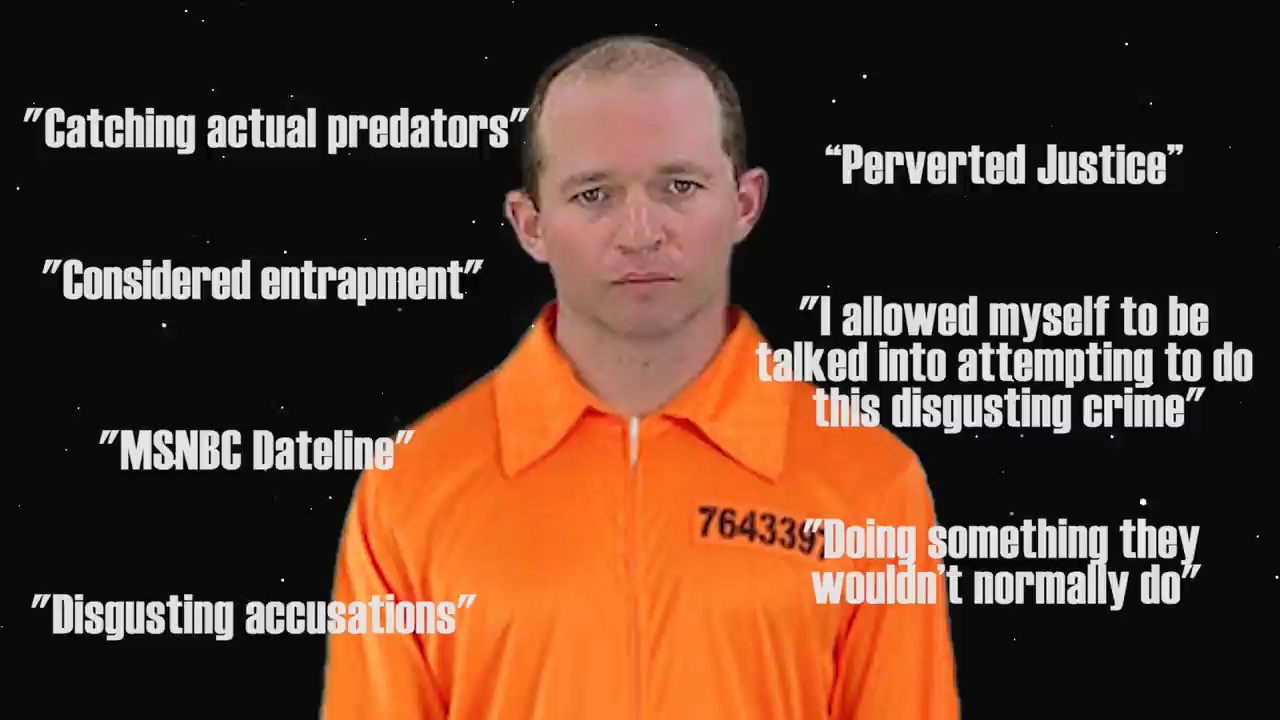 "Catching actual predators"
"Considered entrapment"
"MSNBC Dateline"
"Disgusting accusations"
“Perverted Justice”
"I allowed myself to be
talked into attempting to do
this disgusting crime"
"Doing something they
wouldn't normally do"
764339